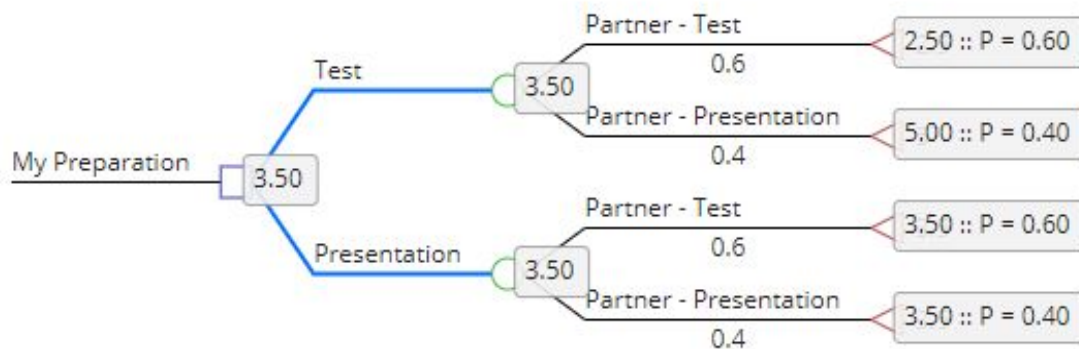 Partner - Test
2.50 :: P = 0.60
0.6
Test
3.50
Partner - Presentation
5.00 :: P = 0.40
0.4
My Preparation
3.50
Partner - Test
3.50 :: P = 0.60
0.6
Presentation
3.50
Partner - Presentation
3.50 :: P = 0.40
0.4